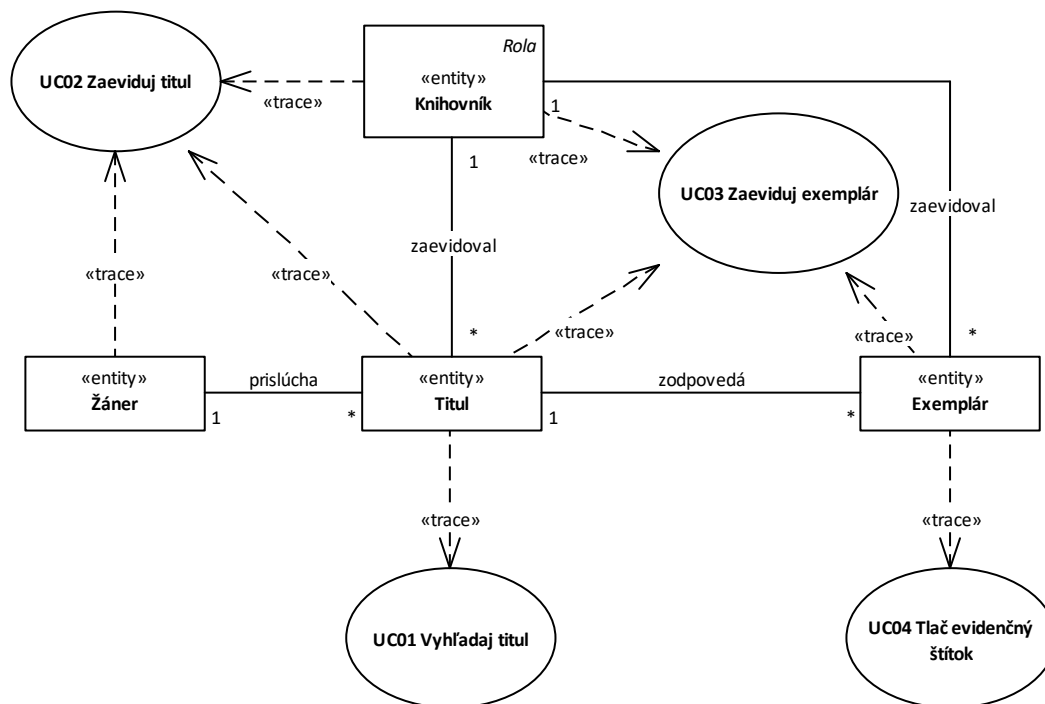 Rola
«entity»
Knihovník
UC02 Zaeviduj titul
«trace»
1
1
«trace»
UC03 Zaeviduj exemplár
zaevidoval
zaevidoval
«trace»
«trace»
«trace»
«trace»
*
*
«entity»
Žáner
prislúcha
«entity»
Titul
zodpovedá
«entity»
Exemplár
1
*
1
*
«trace»
«trace»
UC01 Vyhľadaj titul
UC04 Tlač evidenčný
štítok